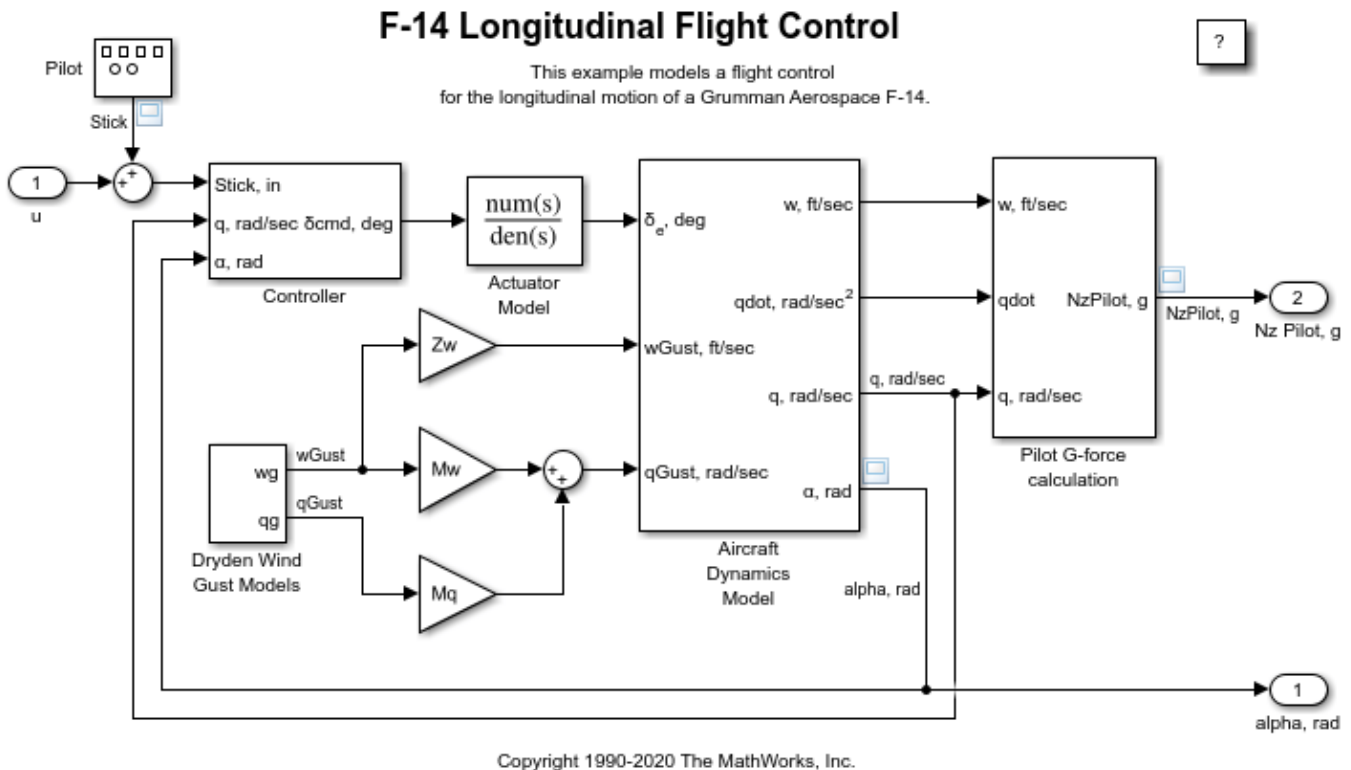 F-14 Longitudinal Flight Control
?
This example models a flight control
for the longitudinal motion of a Grumman Aerospace F-14.
Pilot
Stick
1
u
+
+
Stick, in
q, rad/sec δcmd, deg
α, rad
Controller
num(s)
den(s)
Actuator
Model
δe, deg
wGust, ft/sec
qGust, rad/sec
w, ft/sec
qdot, rad/sec²
q, rad/sec
α, rad
Aircraft
Dynamics
Model
q, rad/sec
w, ft/sec
qdot
q, rad/sec
NzPilot, g
Pilot G-force
calculation
NzPilot, g
2
Nz Pilot, g
Zw
Mw
Mq
+
+
wg
qg
wGust
qGust
Dryden Wind
Gust Models
alpha, rad
1
alpha, rad
Copyright 1990-2020 The MathWorks, Inc.